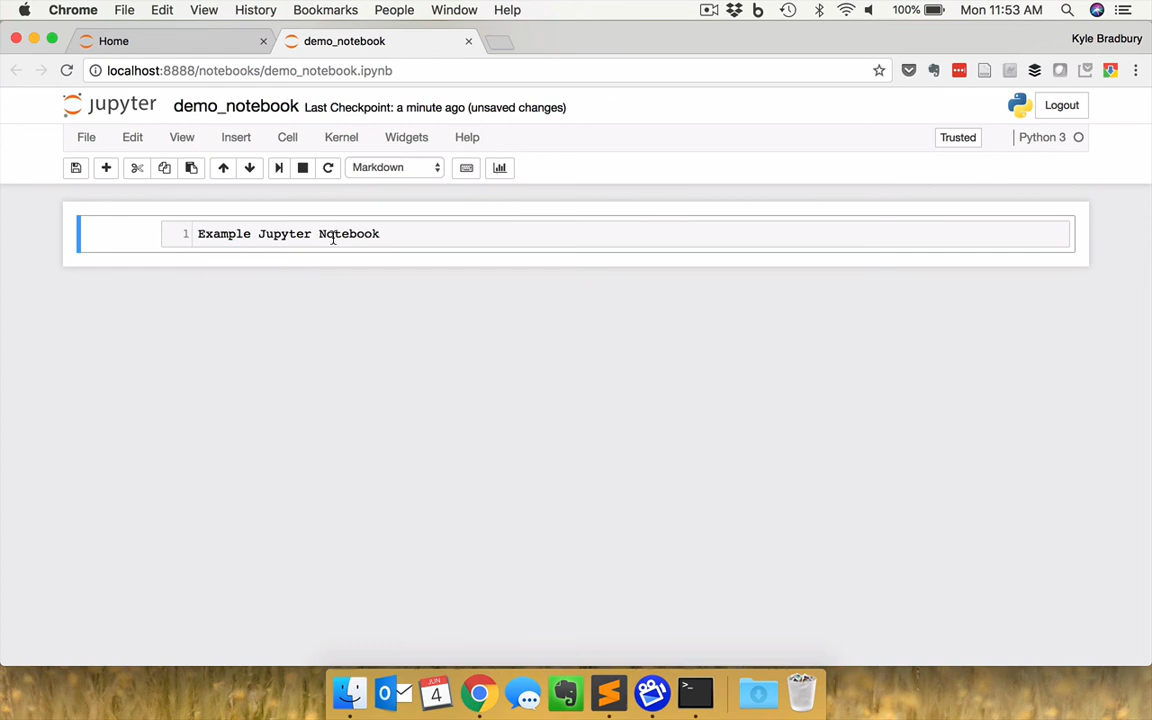 Chrome File Edit View History Bookmarks People Window Help 100% Mon 11:53 AM
Home demo_notebook Kyle Bradbury
localhost:8888/notebooks/demo_notebook.ipynb
jupyter demo_notebook Last Checkpoint: a minute ago (unsaved changes) Logout
File Edit View Insert Cell Kernel Widgets Help Trusted Python 3
Markdown
1 Example Jupyter Notebook
JUN
4